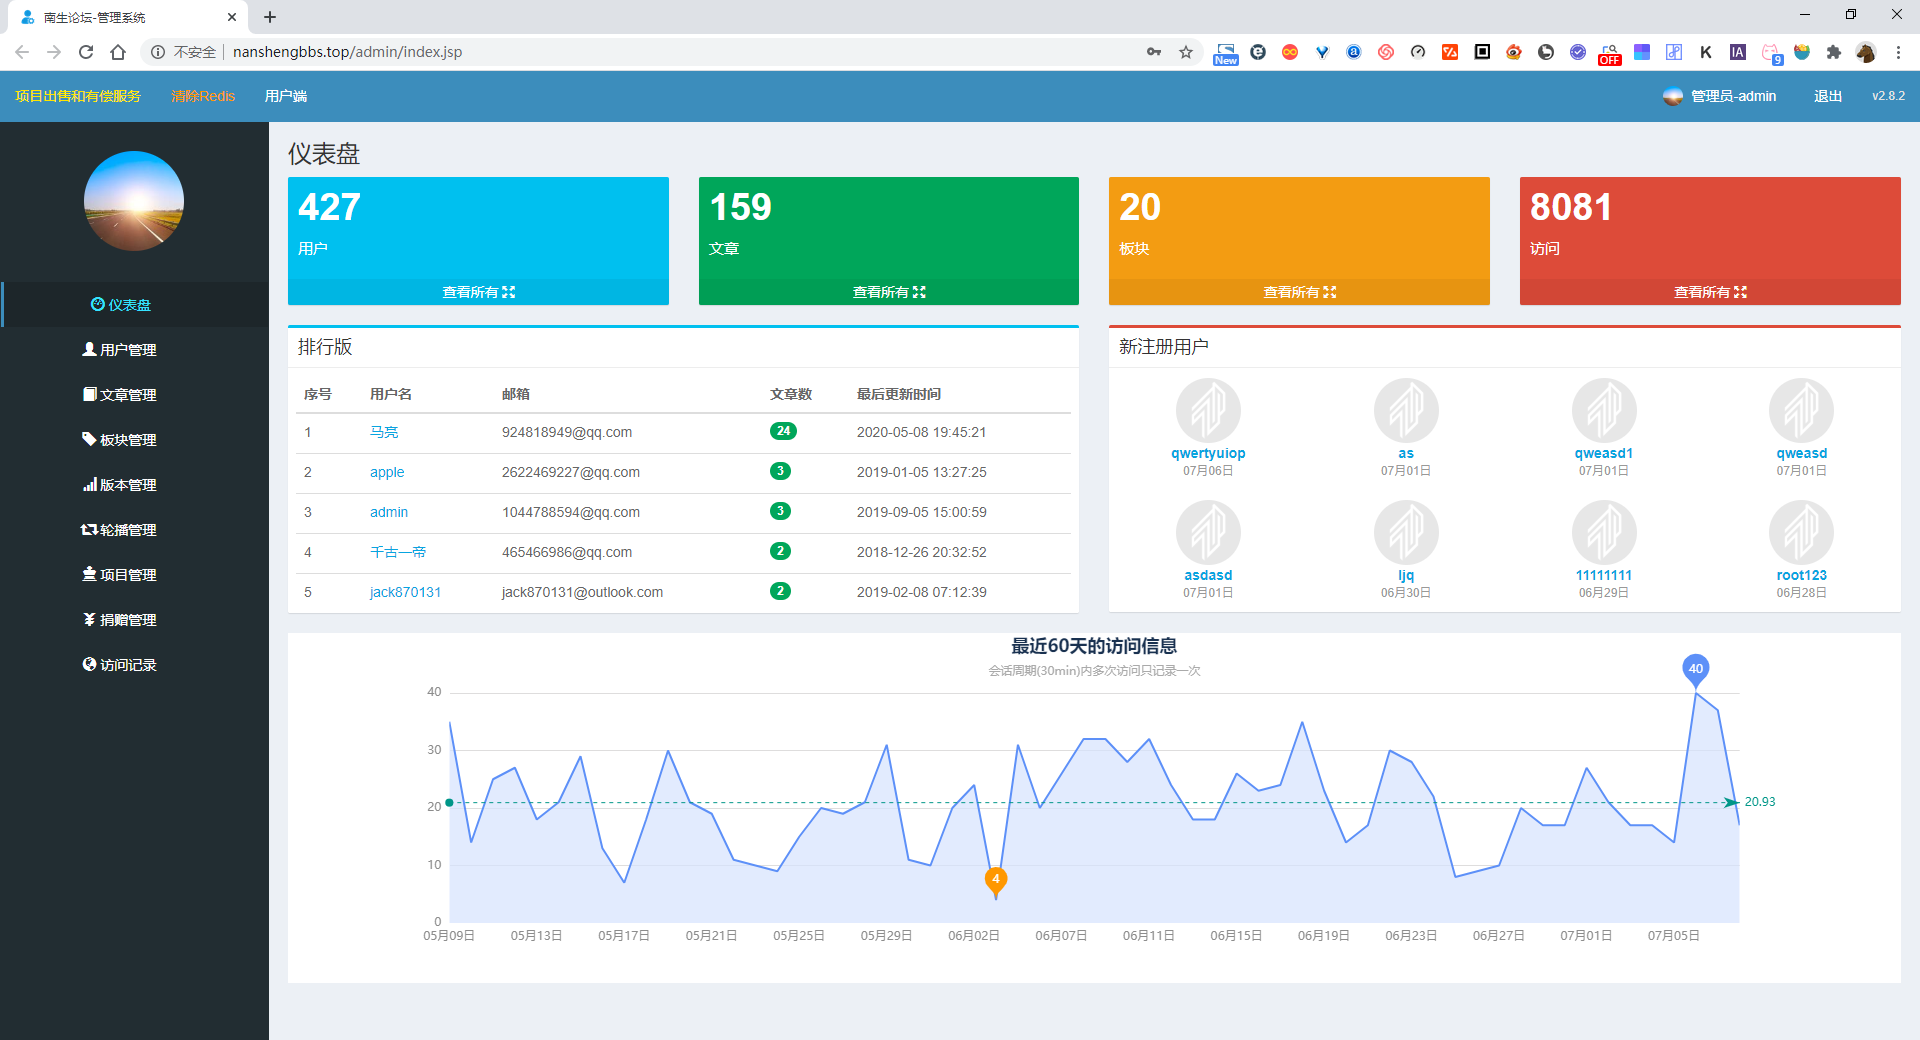 南生论坛-管理系统
不安全 nanshengbbs.top/admin/index.jsp
New
OFF
IA
9
项目出售和有偿服务 清除Redis 用户端 管理员-admin 退出 v2.8.2
仪表盘
用户管理
文章管理
板块管理
版本管理
轮播管理
项目管理
捐赠管理
访问记录
仪表盘
427
用户
查看所有
159
文章
查看所有
20
板块
查看所有
8081
访问
查看所有
排行版
序号 用户名 邮箱 文章数 最后更新时间
1 马亮 924818949@qq.com 24 2020-05-08 19:45:21
2 apple 2622469227@qq.com 3 2019-01-05 13:27:25
3 admin 1044788594@qq.com 3 2019-09-05 15:00:59
4 千古一帝 465466986@qq.com 2 2018-12-26 20:32:52
5 jack870131 jack870131@outlook.com 2 2019-02-08 07:12:39
新注册用户
qwertyuiop as qweasd1 qweasd
07月06日 07月01日 07月01日 07月01日
asdasd ljq 11111111 root123
07月01日 06月30日 06月29日 06月28日
最近60天的访问信息
会话周期(30min)内多次访问只记录一次
40
40
30
20
20.93
10
4
0
05月09日 05月13日 05月17日 05月21日 05月25日 05月29日 06月02日 06月07日 06月11日 06月15日 06月19日 06月23日 06月27日 07月01日 07月05日